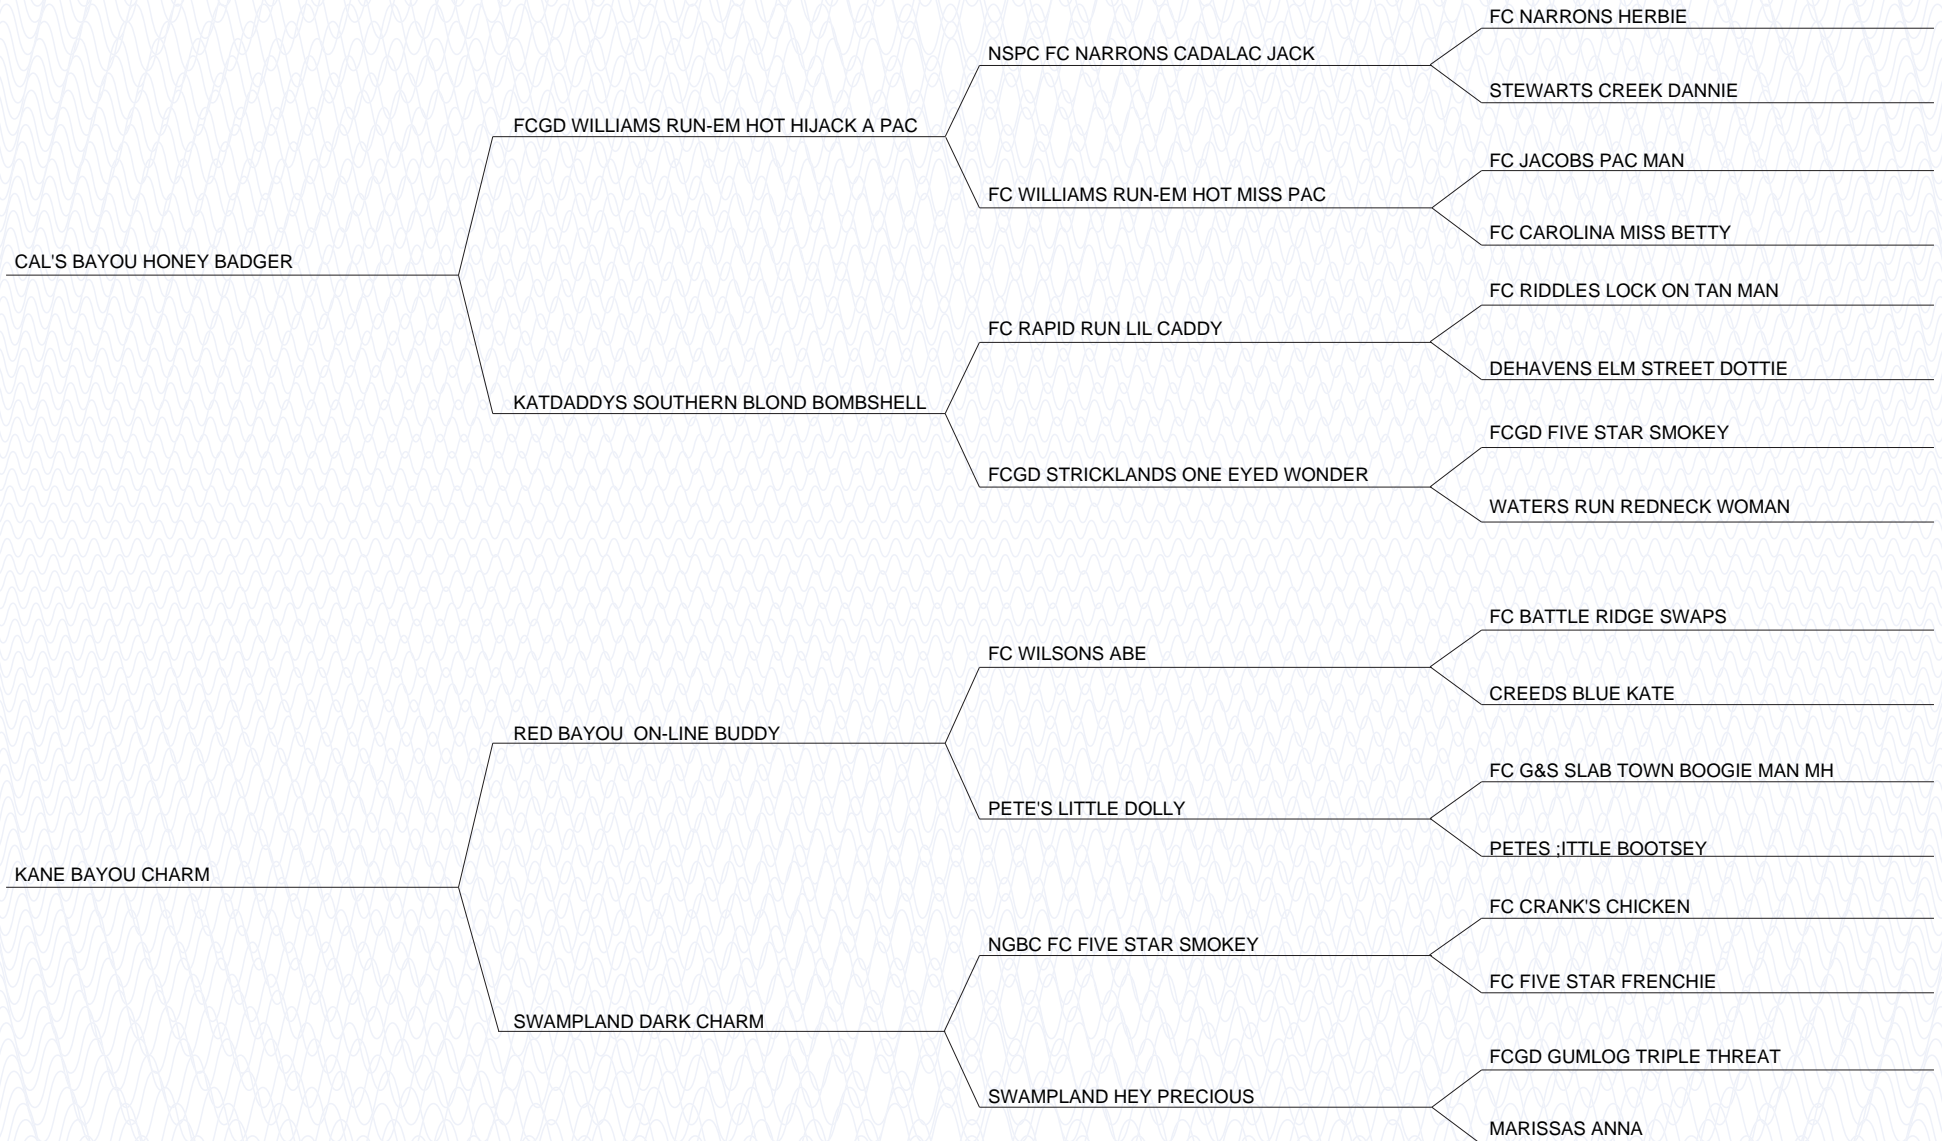 FC NARRONS HERBIE
NSPC FC NARRONS CADALAC JACK
STEWARTS CREEK DANNIE
FCGD WILLIAMS RUN-EM HOT HIJACK A PAC
FC JACOBS PAC MAN
FC WILLIAMS RUN-EM HOT MISS PAC
FC CAROLINA MISS BETTY
CAL'S BAYOU HONEY BADGER
FC RIDDLES LOCK ON TAN MAN
FC RAPID RUN LIL CADDY
DEHAVENS ELM STREET DOTTIE
KATDADDYS SOUTHERN BLOND BOMBSHELL
FCGD FIVE STAR SMOKEY
FCGD STRICKLANDS ONE EYED WONDER
WATERS RUN REDNECK WOMAN
FC BATTLE RIDGE SWAPS
FC WILSONS ABE
CREEDS BLUE KATE
RED BAYOU  ON-LINE BUDDY
FC G&S SLAB TOWN BOOGIE MAN MH
PETE'S LITTLE DOLLY
PETES ;ITTLE BOOTSEY
KANE BAYOU CHARM
FC CRANK'S CHICKEN
NGBC FC FIVE STAR SMOKEY
FC FIVE STAR FRENCHIE
SWAMPLAND DARK CHARM
FCGD GUMLOG TRIPLE THREAT
SWAMPLAND HEY PRECIOUS
MARISSAS ANNA